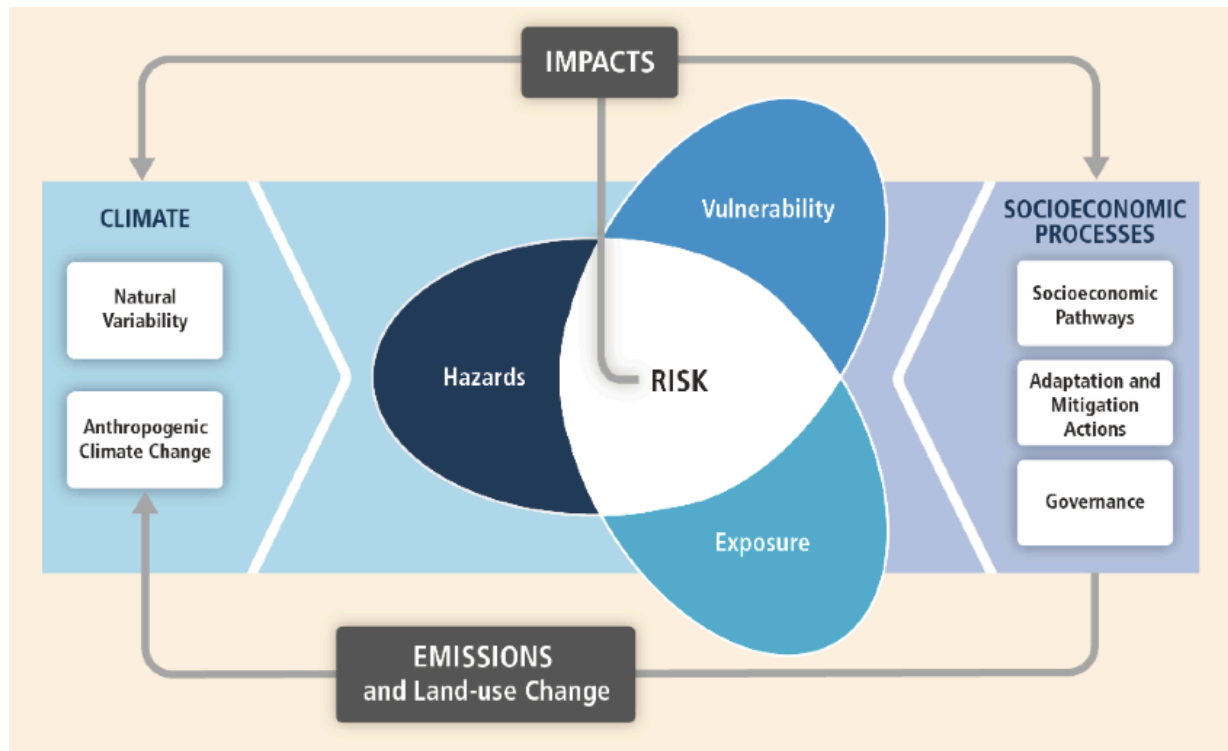 IMPACTS
CLIMATE
Natural
Variability
Anthropogenic
Climate Change
Vulnerability
Hazards
RISK
Exposure
SOCIOECONOMIC
PROCESSES
Socioeconomic
Pathways
Adaptation and
Mitigation
Actions
Governance
EMISSIONS
and Land-use Change